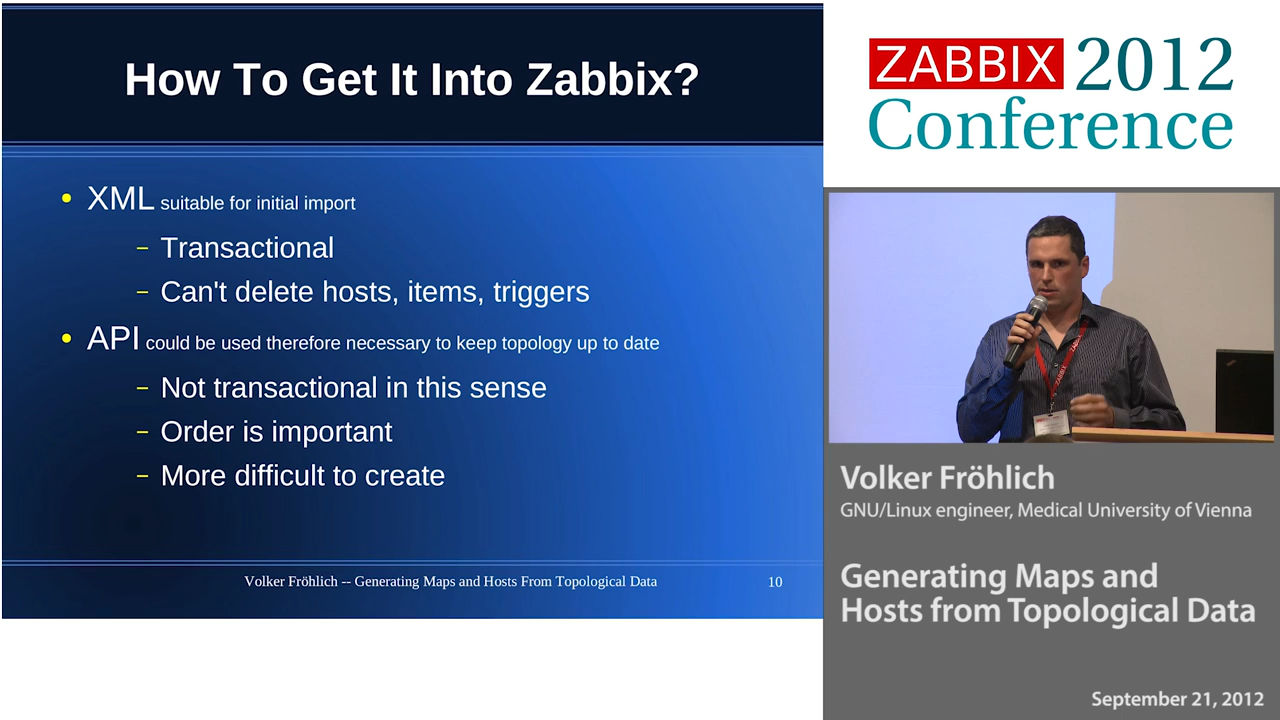 How To Get It Into Zabbix?
• XML suitable for initial import
– Transactional
– Can't delete hosts, items, triggers
• API could be used therefore necessary to keep topology up to date
– Not transactional in this sense
– Order is important
– More difficult to create
Volker Fröhlich -- Generating Maps and Hosts From Topological Data 10
ZABBIX 2012
Conference
ZABBIX
Volker Fröhlich
GNU/Linux engineer, Medical University of Vienna
Generating Maps and
Hosts from Topological Data
September 21, 2012